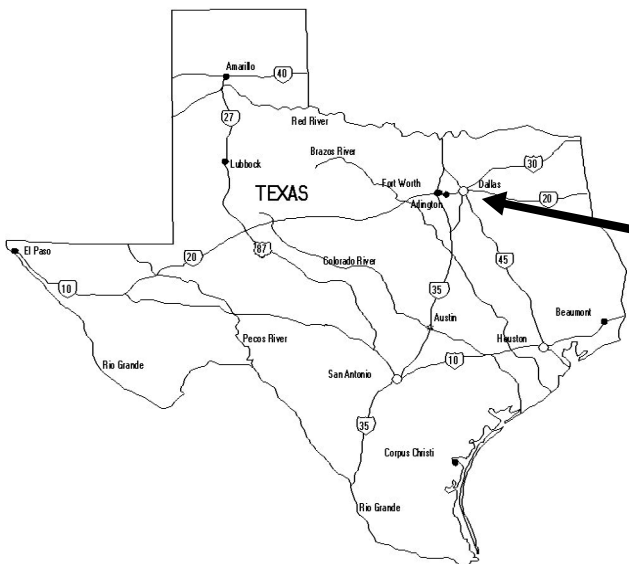 Amarillo
40
27
Red River
Brazos River
30
Lubbock
Fort Worth
Dallas
TEXAS
Arlington
20
El Paso
87
20
Colorado River
45
10
35
Beaumont
Austin
Pecos River
Houston
Rio Grande
San Antonio
10
35
Corpus Christi
Rio Grande